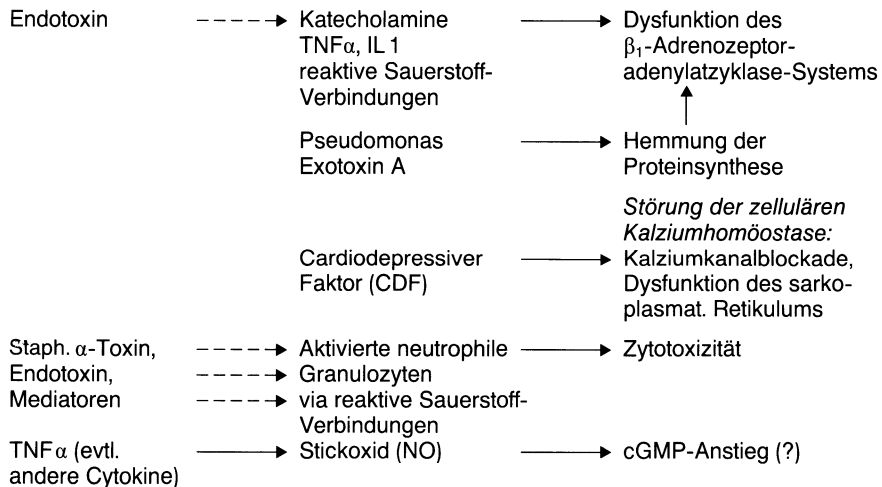 Endotoxin
Katecholamine
TNFα, IL 1
reaktive Sauerstoff-
Verbindungen
Dysfunktion des
β₁-Adrenozeptor-
adenylatzyklase-Systems
Pseudomonas
Exotoxin A
Hemmung der
Proteinsynthese
Cardiodepressiver
Faktor (CDF)
Störung der zellulären
Kalziumhomöostase:
Kalziumkanalblockade,
Dysfunktion des sarko-
plasmat. Retikulums
Staph. α-Toxin,
Endotoxin,
Mediatoren
Aktivierte neutrophile
Granulozyten
via reaktive Sauerstoff-
Verbindungen
Zytotoxizität
TNFα (evtl.
andere Cytokine)
Stickoxid (NO)
cGMP-Anstieg (?)